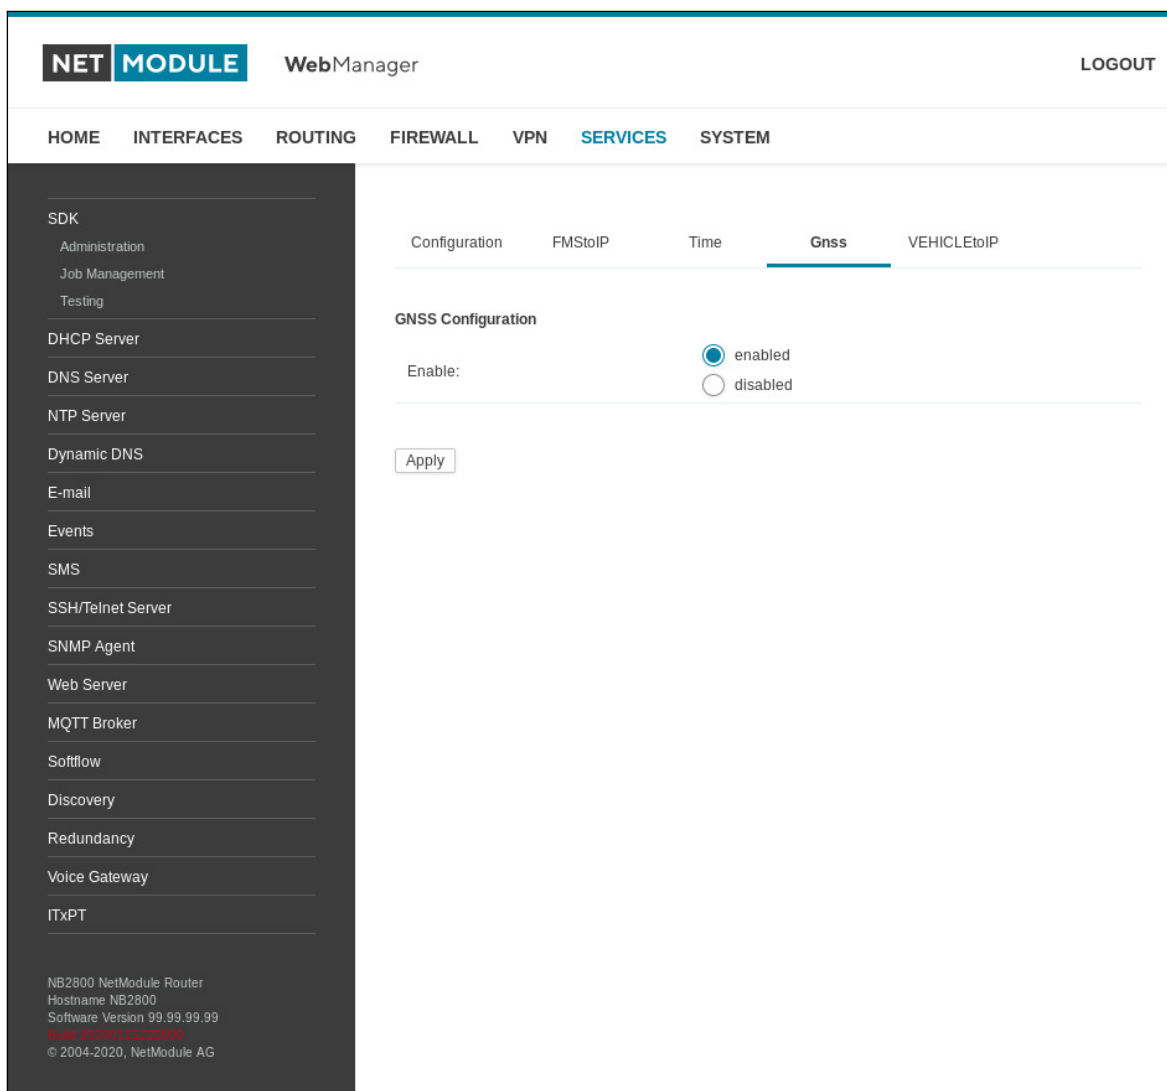 NET MODULE WebManager LOGOUT
HOME INTERFACES ROUTING FIREWALL VPN SERVICES SYSTEM
SDK
Administration
Job Management
Testing
DHCP Server
DNS Server
NTP Server
Dynamic DNS
E-mail
Events
SMS
SSH/Telnet Server
SNMP Agent
Web Server
MQTT Broker
Softflow
Discovery
Redundancy
Voice Gateway
ITxPT
NB2800 NetModule Router
Hostname NB2800
Software Version 99.99.99.99
Build
© 2004-2020, NetModule AG
Configuration FMStoIP Time Gnss VEHICLEtoIP
GNSS Configuration
Enable:
enabled
disabled
Apply